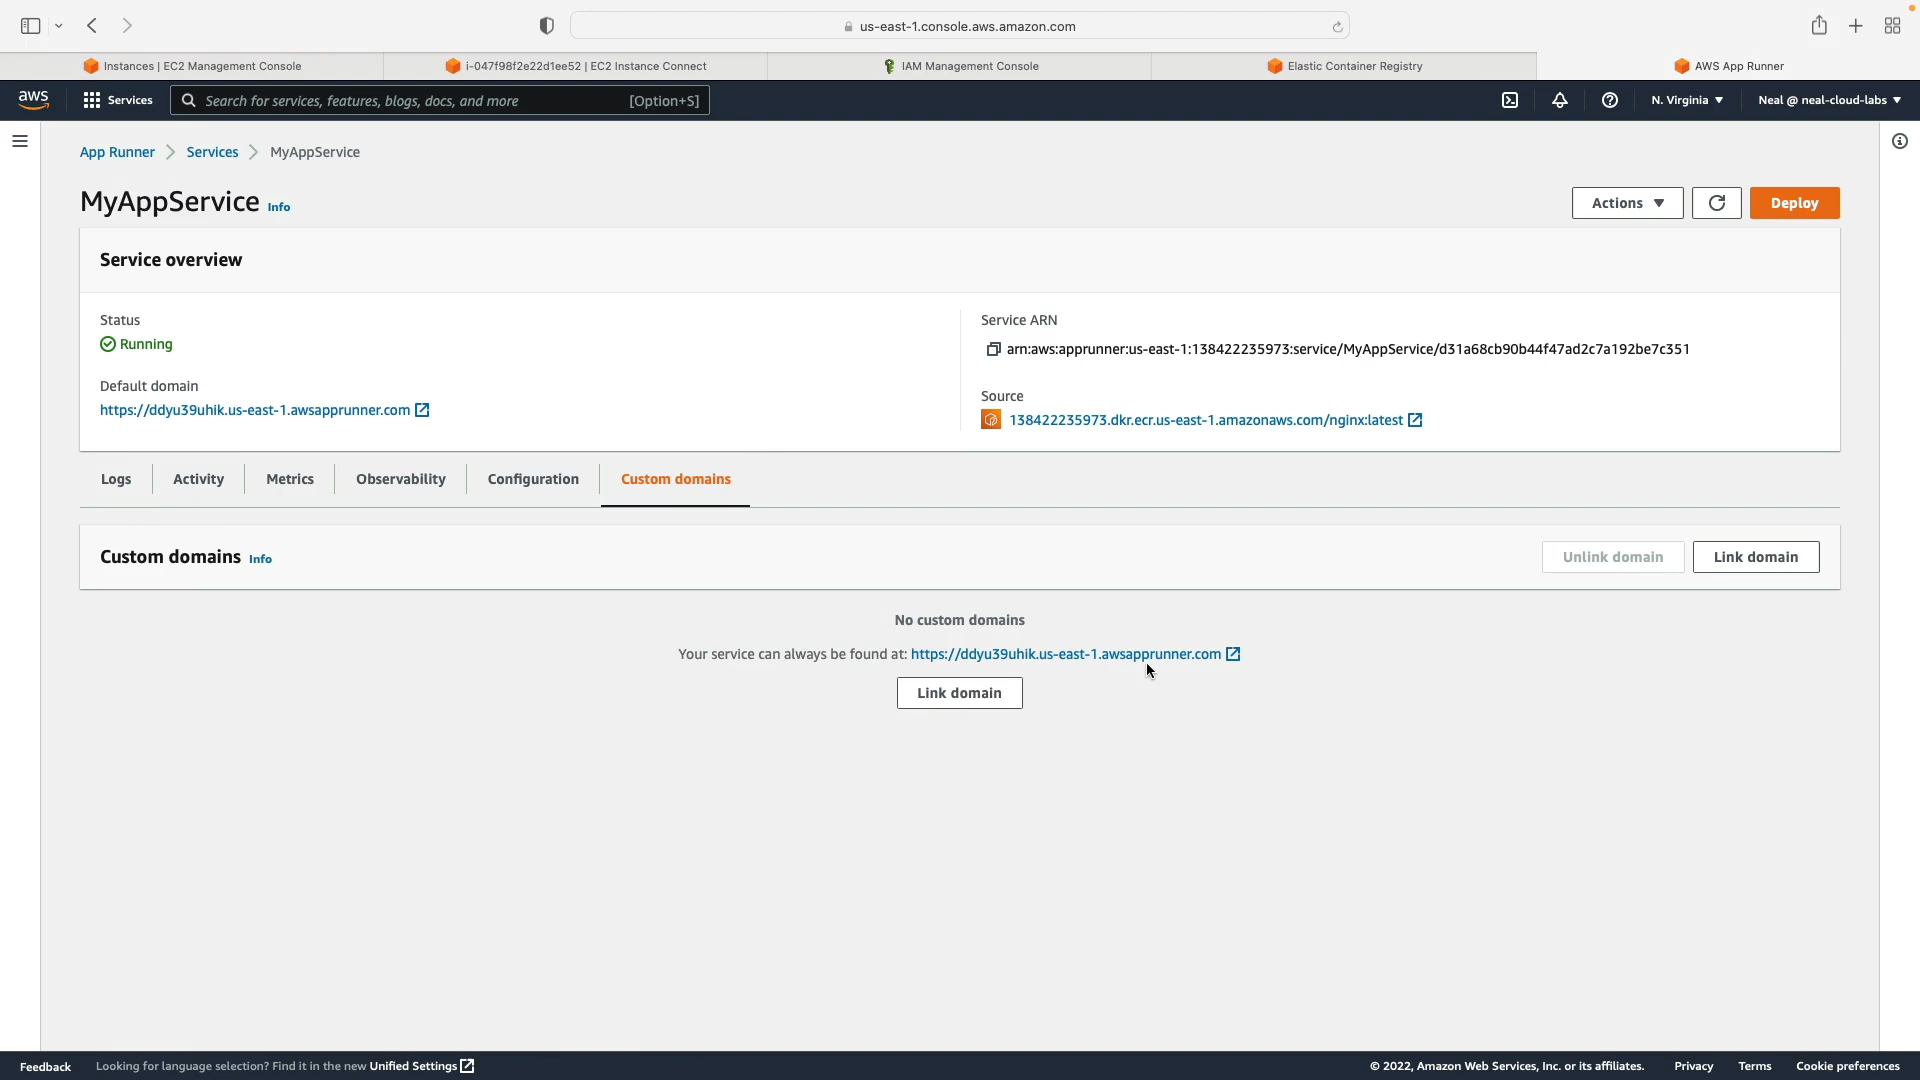 us-east-1.console.aws.amazon.com
Instances | EC2 Management Console
i-047f98f2e22d1ee52 | EC2 Instance Connect
IAM Management Console
Elastic Container Registry
AWS App Runner
aws
Services
Search for services, features, blogs, docs, and more
[Option+S]
N. Virginia
Neal @ neal-cloud-labs
App Runner
Services
MyAppService
MyAppService Info
Actions
Deploy
Service overview
Status
Running
Default domain
https://ddyu39uhik.us-east-1.awsapprunner.com
Service ARN
arn:aws:apprunner:us-east-1:138422235973:service/MyAppService/d31a68cb90b44f47ad2c7a192be7c351
Source
138422235973.dkr.ecr.us-east-1.amazonaws.com/nginx:latest
Logs
Activity
Metrics
Observability
Configuration
Custom domains
Custom domains Info
Unlink domain
Link domain
No custom domains
Your service can always be found at: https://ddyu39uhik.us-east-1.awsapprunner.com
Link domain
Feedback
Looking for language selection? Find it in the new Unified Settings
© 2022, Amazon Web Services, Inc. or its affiliates.
Privacy
Terms
Cookie preferences